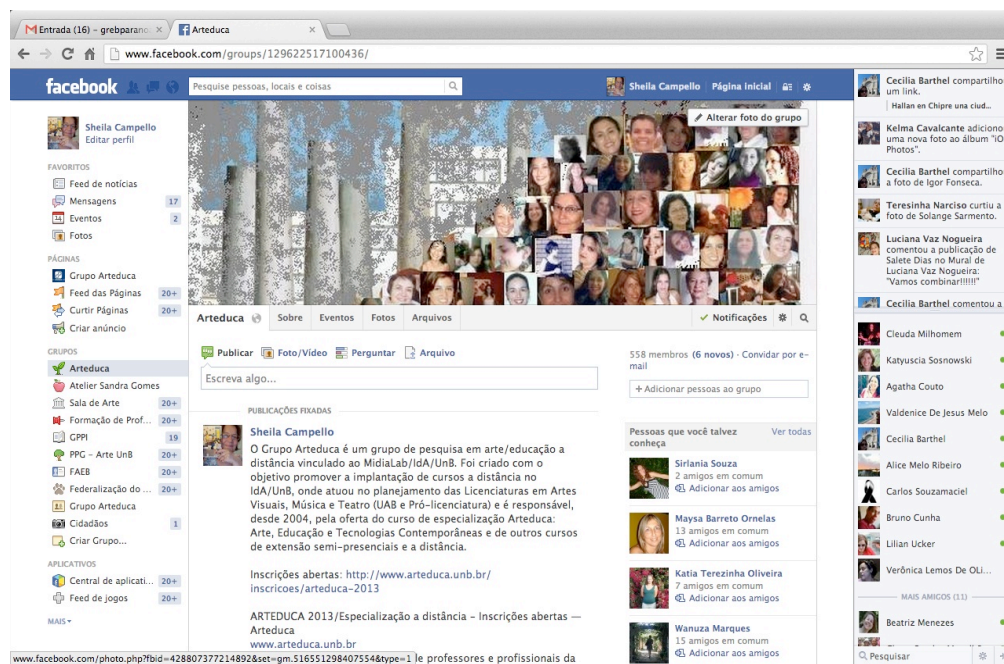 Entrada (16) – grebparano
Arteduca
www.facebook.com/groups/129622517100436/
facebook
Pesquise pessoas, locais e coisas
Sheila Campello
Página inicial
Sheila Campello
Editar perfil
FAVORITOS
Feed de notícias
Mensagens 17
Eventos 2
Fotos
PÁGINAS
Grupo Arteduca
Feed das Páginas 20+
Curtir Páginas 20+
Criar anúncio
GRUPOS
Arteduca
Atelier Sandra Gomes
Sala de Arte 20+
Formação de Prof... 20+
GPPI 19
PPG – Arte UnB 20+
FAEB 20+
Federalização do ... 20+
Grupo Arteduca
Cidadãos 1
Criar Grupo...
APLICATIVOS
Central de aplicati... 20+
Feed de jogos 20+
MAIS
Alterar foto do grupo
Arteduca
Sobre
Eventos
Fotos
Arquivos
Notificações
Publicar
Foto/Vídeo
Perguntar
Arquivo
Escreva algo...
PUBLICAÇÕES FIXADAS
Sheila Campello
O Grupo Arteduca é um grupo de pesquisa em arte/educação a
distância vinculado ao MidiaLab/IdA/UnB. Foi criado com o
objetivo promover a implantação de cursos a distância no
IdA/UnB, onde atuou no planejamento das Licenciaturas em Artes
Visuais, Música e Teatro (UAB e Pró-licenciatura) e é responsável,
desde 2004, pela oferta do curso de especialização Arteduca:
Arte, Educação e Tecnologias Contemporâneas e de outros cursos
de extensão semi-presenciais e a distância.
Inscrições abertas: http://www.arteduca.unb.br/
inscricoes/arteduca-2013
ARTEDUCA 2013/Especialização a distância – Inscrições abertas —
Arteduca
www.arteduca.unb.br
le professores e profissionais da
www.facebook.com/photo.php?fbid=428807377214892&set=gm.516551298407554&type=1
558 membros (6 novos) · Convidar por e-
mail
+ Adicionar pessoas ao grupo
Pessoas que você talvez
conheça
Ver todas
Sirlania Souza
2 amigos em comum
Adicionar aos amigos
Maysa Barreto Ornelas
13 amigos em comum
Adicionar aos amigos
Katia Terezinha Oliveira
7 amigos em comum
Adicionar aos amigos
Wanuza Marques
15 amigos em comum
Adicionar aos amigos
Cecilia Barthel compartilho
um link.
Hallan en Chipre una ciud...
Kelma Cavalcante adiciono
uma nova foto ao álbum "iO
Photos".
Cecilia Barthel compartilho
a foto de Igor Fonseca.
Teresinha Narciso curtiu a
foto de Solange Sarmento.
Luciana Vaz Nogueira
comentou a publicação de
Salete Dias no Mural de
Luciana Vaz Nogueira:
"Vamos combinar!!!!!!"
Cecilia Barthel comentou a
Cleuda Milhomem
Katyuscia Sosnowski
Agatha Couto
Valdenice De Jesus Melo
Cecilia Barthel
Alice Melo Ribeiro
Carlos Souzamaciel
Bruno Cunha
Lilian Ucker
Verônica Lemos De OLi...
MAIS AMIGOS (11)
Beatriz Menezes
Pesquisar